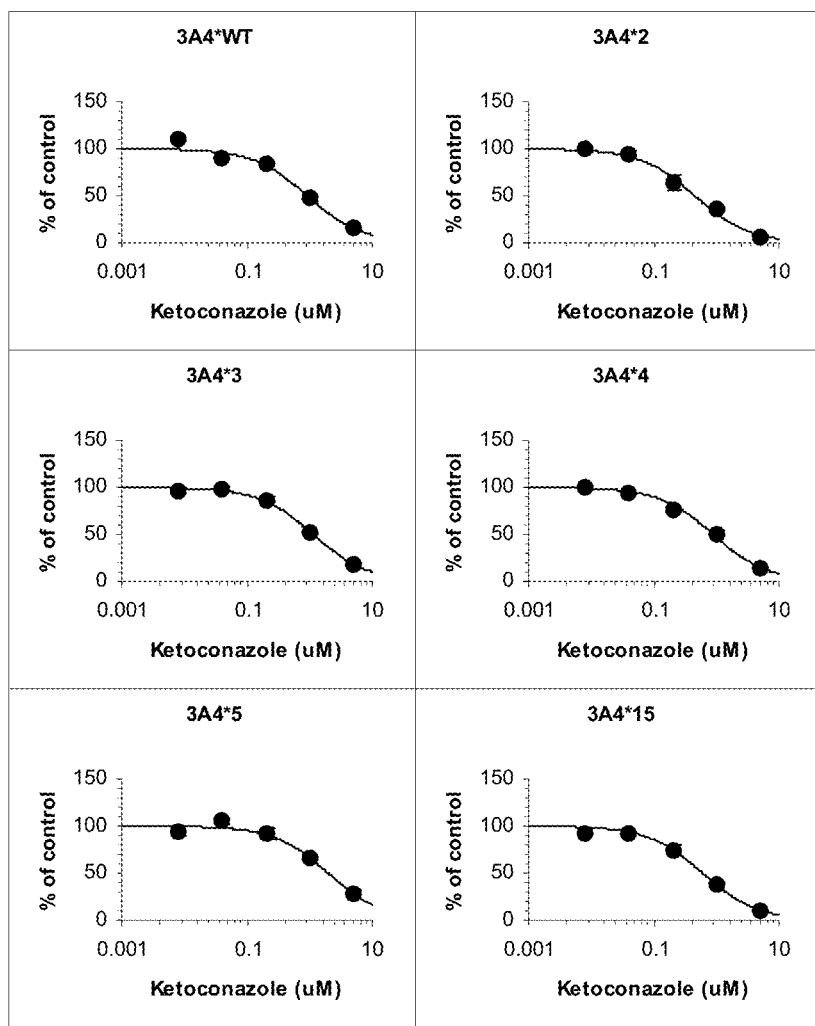 3A4*WT
% of control
150
100
50
0
0.001
0.1
10
Ketoconazole (uM)
3A4*2
% of control
150
100
50
0
0.001
0.1
10
Ketoconazole (uM)
3A4*3
% of control
150
100
50
0
0.001
0.1
10
Ketoconazole (uM)
3A4*4
% of control
150
100
50
0
0.001
0.1
10
Ketoconazole (uM)
3A4*5
% of control
150
100
50
0
0.001
0.1
10
Ketoconazole (uM)
3A4*15
% of control
150
100
50
0
0.001
0.1
10
Ketoconazole (uM)